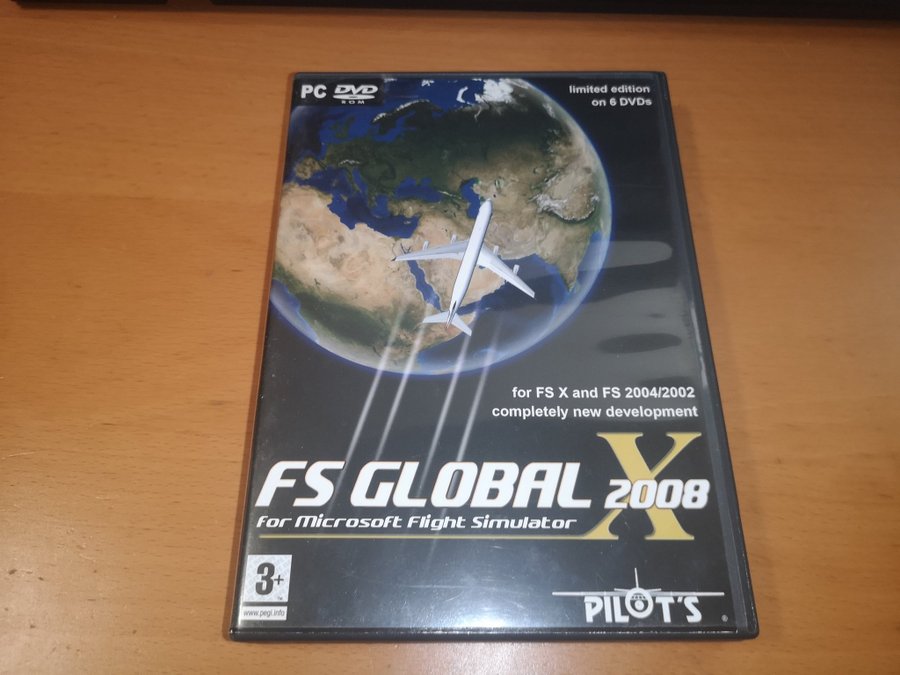 PC DVD
ROM
limited edition
on 6 DVDs
for FS X and FS 2004/2002
completely new development
FS GLOBAL X 2008
for Microsoft Flight Simulator
3+
www.pegi.info
PILOT'S ®